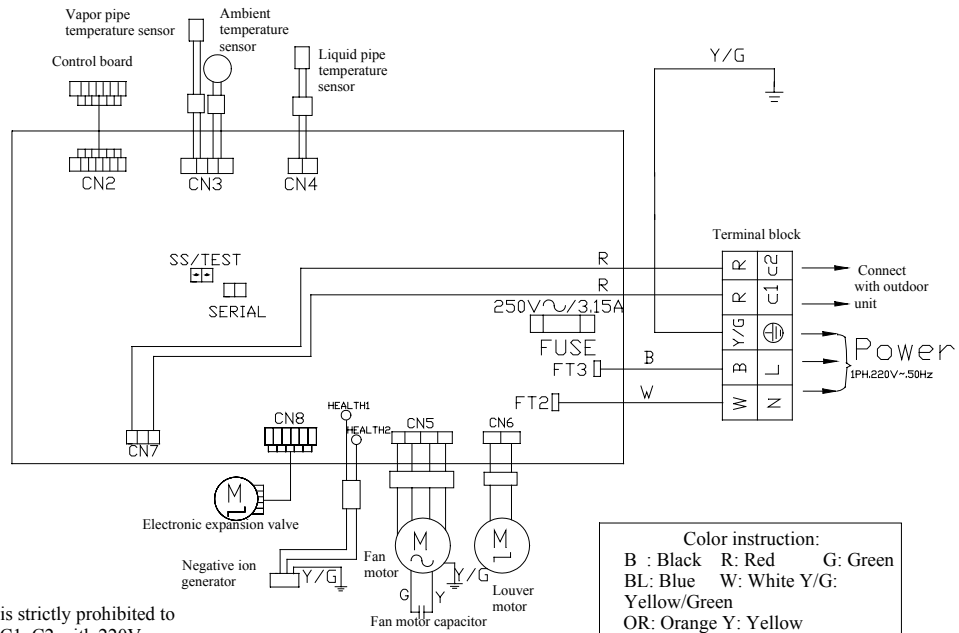 Vapor pipe
temperature sensor
Ambient
temperature
sensor
Control board
Liquid pipe
temperature
sensor
Y/G
CN2
CN3
CN4
Terminal block
SS/TEST
SERIAL
R
R
250V~/3.15A
FUSE
FT3
B
FT2
W
R C2
R C1
Y/G
B L
W N
Connect
with outdoor
unit
Power
1PH.220V~.50Hz
CN7
CN8
HEALTH1
HEALTH2
CN5
CN6
M
Electronic expansion valve
Negative ion
generator
Y/G
Fan
motor
M
Y/G
G Y
Fan motor capacitor
M
Louver
motor
Color instruction:
B : Black R: Red G: Green
BL: Blue W: White Y/G:
Yellow/Green
OR: Orange Y: Yellow
is strictly prohibited to